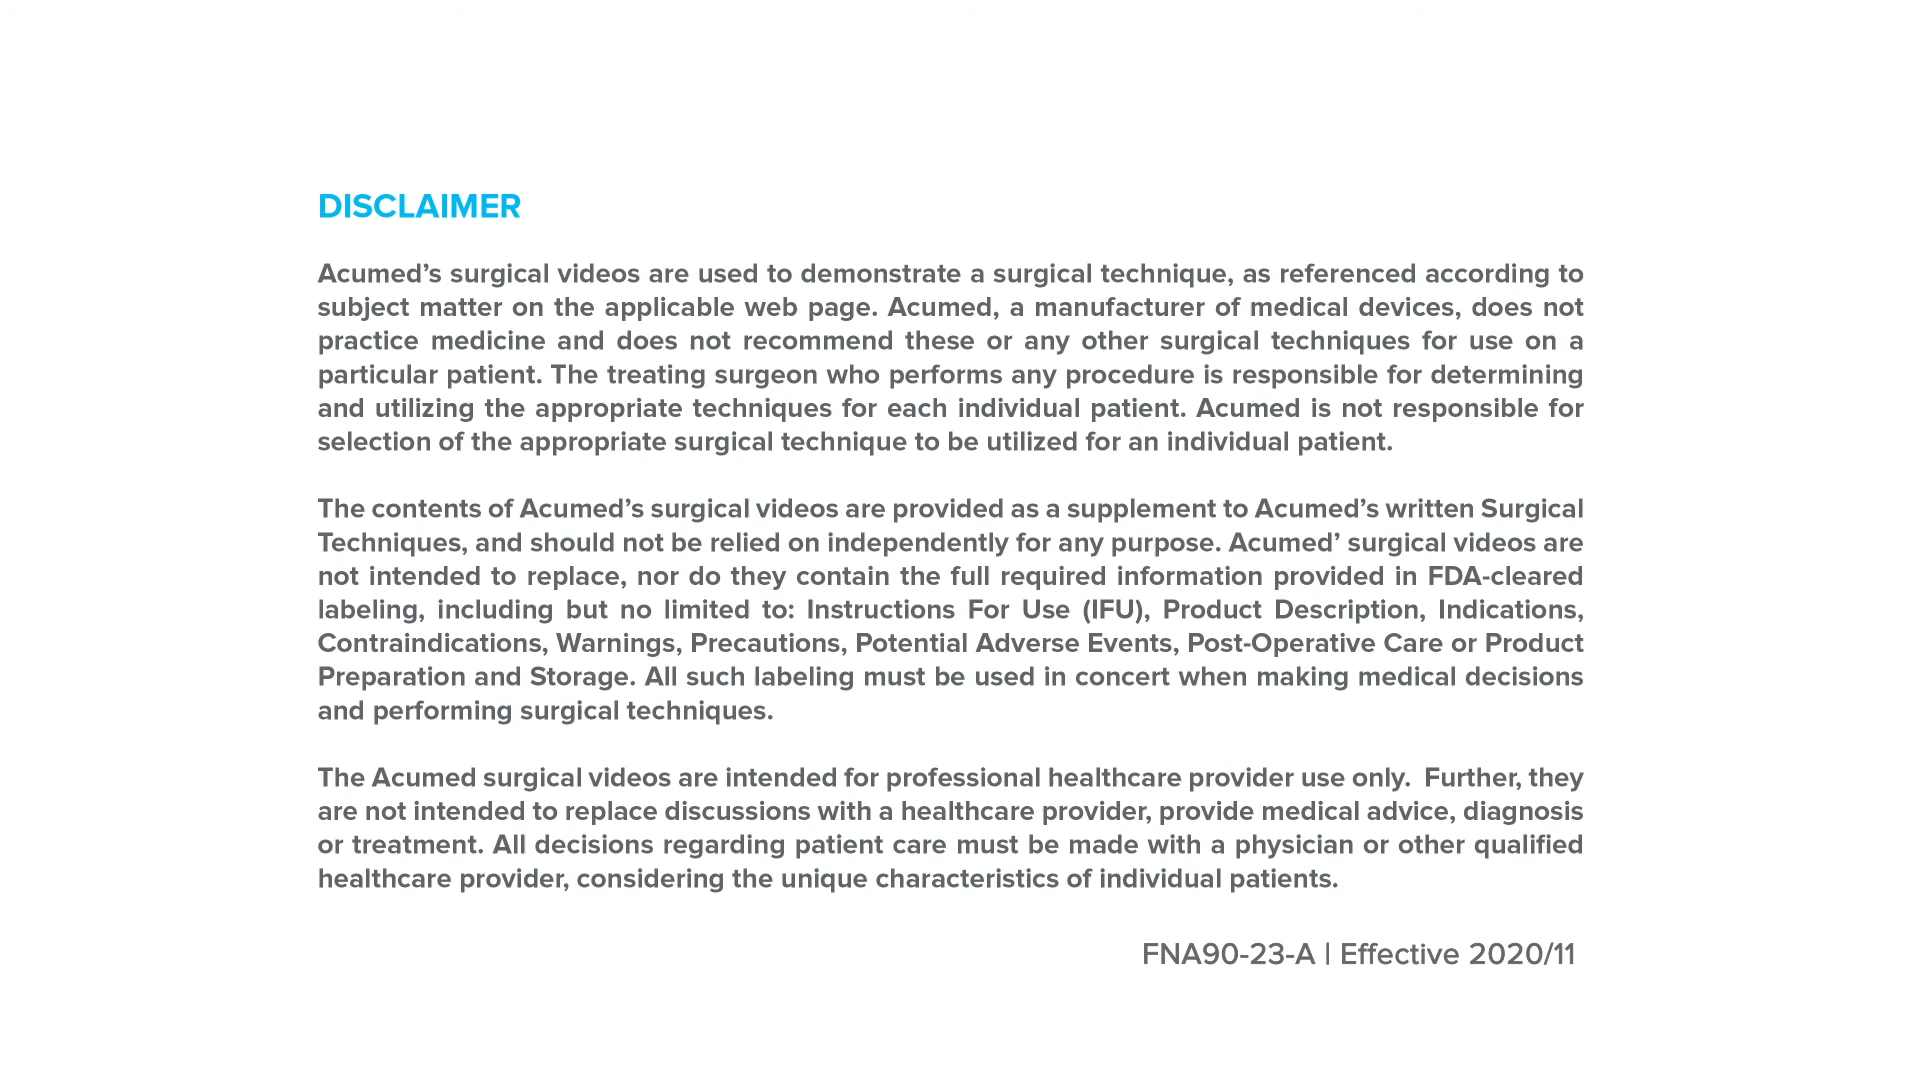 DISCLAIMER
Acumed’s surgical videos are used to demonstrate a surgical technique, as referenced according to
subject matter on the applicable web page. Acumed, a manufacturer of medical devices, does not
practice medicine and does not recommend these or any other surgical techniques for use on a
particular patient. The treating surgeon who performs any procedure is responsible for determining
and utilizing the appropriate techniques for each individual patient. Acumed is not responsible for
selection of the appropriate surgical technique to be utilized for an individual patient.
The contents of Acumed’s surgical videos are provided as a supplement to Acumed’s written Surgical
Techniques, and should not be relied on independently for any purpose. Acumed’ surgical videos are
not intended to replace, nor do they contain the full required information provided in FDA-cleared
labeling, including but no limited to: Instructions For Use (IFU), Product Description, Indications,
Contraindications, Warnings, Precautions, Potential Adverse Events, Post-Operative Care or Product
Preparation and Storage. All such labeling must be used in concert when making medical decisions
and performing surgical techniques.
The Acumed surgical videos are intended for professional healthcare provider use only.  Further, they
are not intended to replace discussions with a healthcare provider, provide medical advice, diagnosis
or treatment. All decisions regarding patient care must be made with a physician or other qualified
healthcare provider, considering the unique characteristics of individual patients.
FNA90-23-A | Effective 2020/11